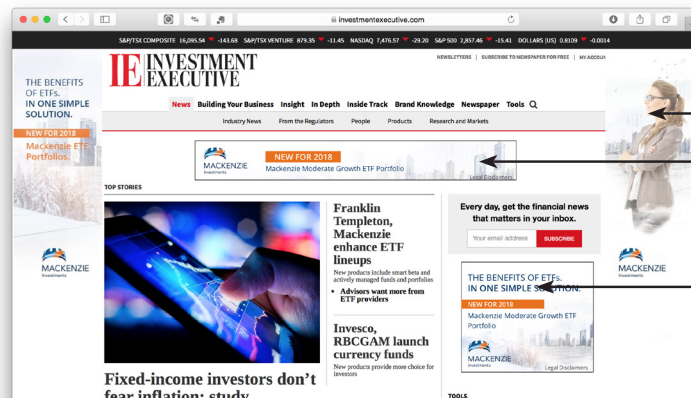 investmentexecutive.com
S&P/TSX COMPOSITE 16,095.54 -143.68 S&P/TSX VENTURE 879.35 -11.45 NASDAQ 7,476.57 -29.20 S&P 500 2,857.46 -15.41 DOLLARS (US) 0.8109 -0.0014
NEWSLETTERS | SUBSCRIBE TO NEWSPAPER FOR FREE | MY ACCOU
IE INVESTMENT
EXECUTIVE
News Building Your Business Insight In Depth Inside Track Brand Knowledge Newspaper Tools
Industry News From the Regulators People Products Research and Markets
THE BENEFITS
OF ETFs.
IN ONE SIMPLE
SOLUTION.
NEW FOR 2018
Mackenzie ETF
Portfolios.
MACKENZIE
Investments
MACKENZIE
Investments
NEW FOR 2018
Mackenzie Moderate Growth ETF Portfolio
Legal Disclaimers
TOP STORIES
Fixed-income investors don't
fear inflation: study
Franklin
Templeton,
Mackenzie
enhance ETF
lineups
New products include smart beta and
actively managed funds and portfolios
• Advisors want more from
ETF providers
Invesco,
RBCGAM launch
currency funds
New products provide more choice for
investors
Every day, get the financial news
that matters in your inbox.
Your email address SUBSCRIBE
THE BENEFITS OF ETFs.
IN ONE SIMPLE SOLUTION.
NEW FOR 2018
Mackenzie Moderate Growth ETF
Portfolio
MACKENZIE
Investments
Legal Disclaimers
TOOLS
MACKENZIE
Investments